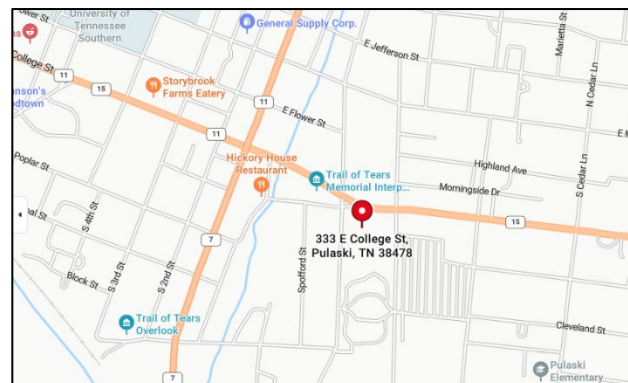 University of
Tennessee
Southern
General Supply Corp.
Marietta St
E Jefferson St
N Cedar Ln
College St
11
15
Storybrook
Farms Eatery
11
E Flower St
11
Hickory House
Restaurant
Trail of Tears
Memorial Interp...
Highland Ave
Morningside Dr
S Cedar Ln
15
Poplar St
333 E College St,
Pulaski, TN 38478
S 4th St
S 3rd St
S 2nd St
7
Block St
Spofford St
Trail of Tears
Overlook
Cleveland St
7
Pulaski
Elementary